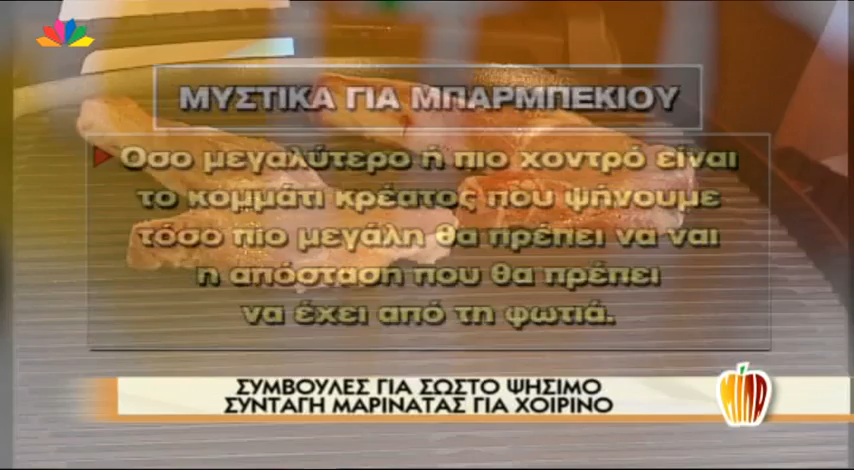 ΜΥΣΤΙΚΑ ΓΙΑ ΜΠΑΡΜΠΕΚΙΟΥ
Όσο μεγαλύτερο ή πιο χοντρό είναι
το κομμάτι κρέατος που ψήνουμε
τόσο πιο μεγάλη θα πρέπει να ναι
η απόσταση που θα πρέπει
να έχει από τη φωτιά.
ΣΥΜΒΟΥΛΕΣ ΓΙΑ ΣΩΣΤΟ ΨΗΣΙΜΟ
ΣΥΝΤΑΓΗ ΜΑΡΙΝΑΤΑΣ ΓΙΑ ΧΟΙΡΙΝΟ